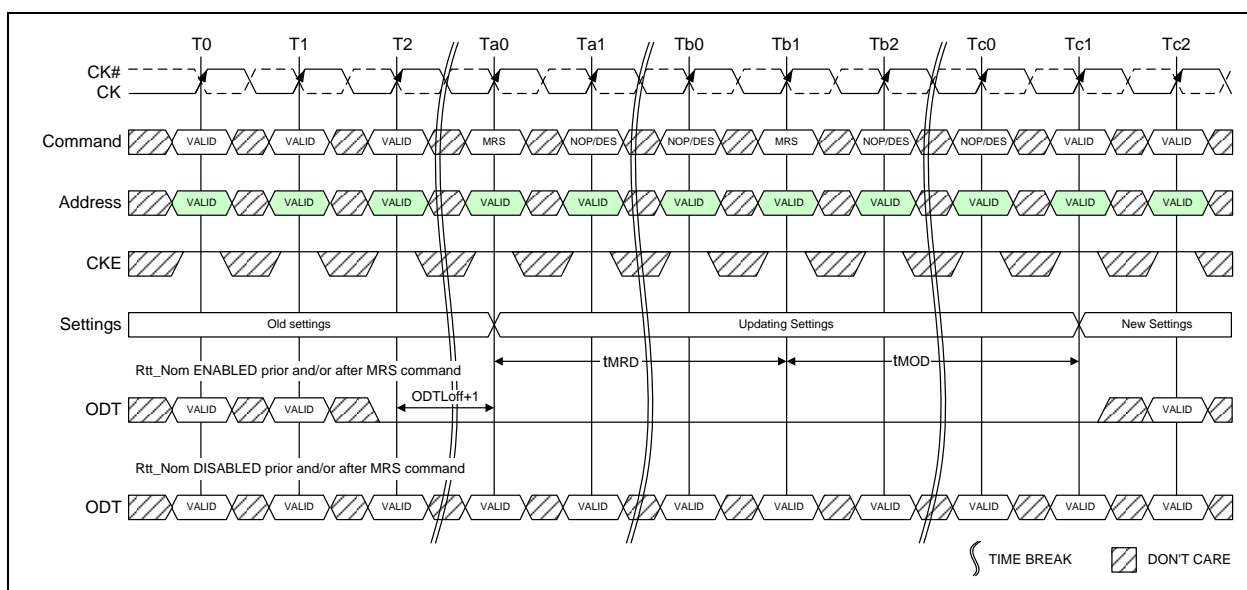 T0 T1 T2 Ta0 Ta1 Tb0 Tb1 Tb2 Tc0 Tc1 Tc2
CK#
CK
Command VALID VALID VALID MRS NOP/DES NOP/DES MRS NOP/DES NOP/DES VALID VALID
Address VALID VALID VALID VALID VALID VALID VALID VALID VALID VALID VALID
CKE
Settings Old settings Updating Settings New Settings
tMRD tMOD
Rtt_Nom ENABLED prior and/or after MRS command
ODTLoff+1
ODT VALID VALID VALID
Rtt_Nom DISABLED prior and/or after MRS command
ODT VALID VALID VALID VALID VALID VALID VALID VALID VALID VALID VALID
TIME BREAK DON'T CARE